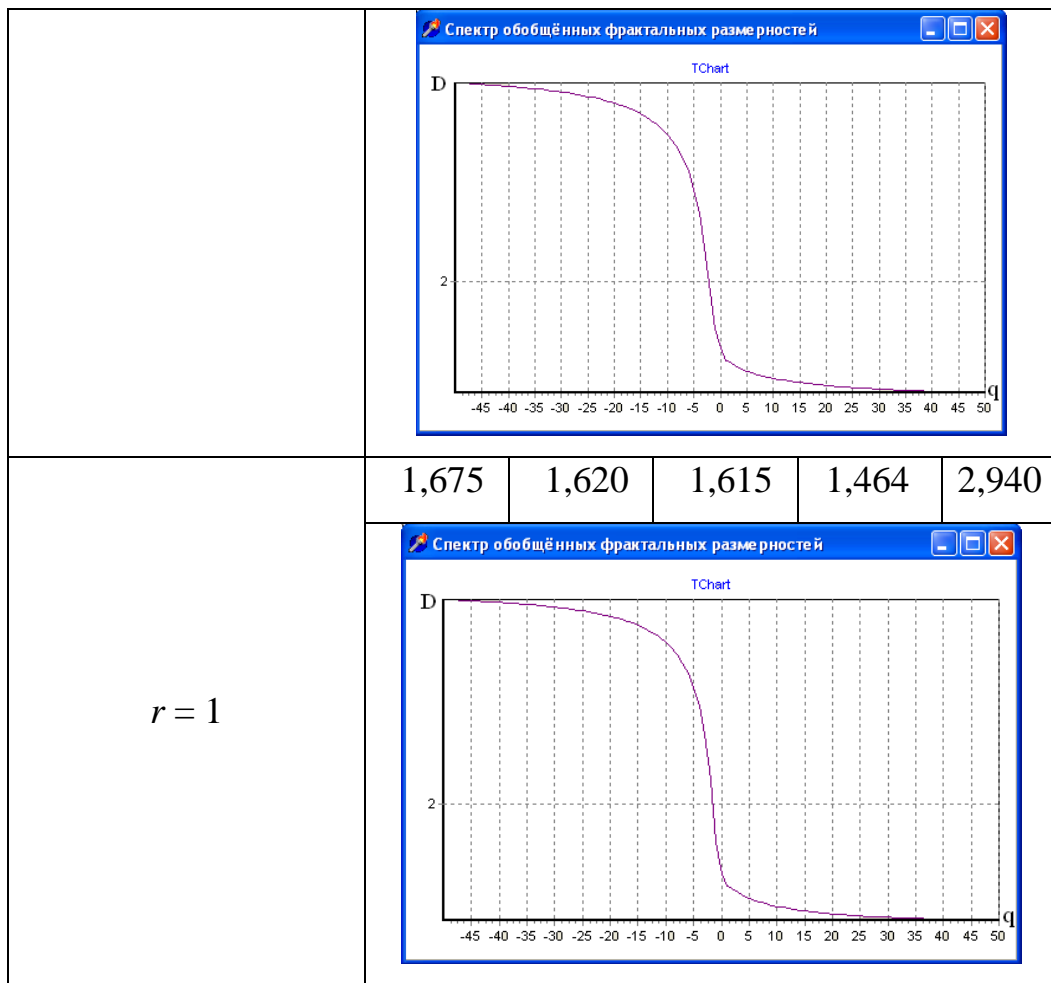 Спектр обобщённых фрактальных размерностей
TChart
D
2
q
-45 -40 -35 -30 -25 -20 -15 -10 -5 0 5 10 15 20 25 30 35 40 45 50
1,675 1,620 1,615 1,464 2,940
Спектр обобщённых фрактальных размерностей
TChart
D
r = 1
2
q
-45 -40 -35 -30 -25 -20 -15 -10 -5 0 5 10 15 20 25 30 35 40 45 50